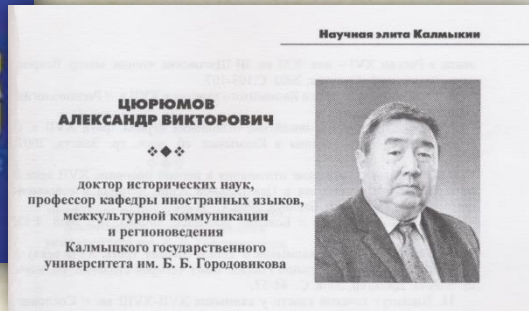 Научная элита Калмыкии
ЦЮРЮМОВ
АЛЕКСАНДР ВИКТОРОВИЧ
доктор исторических наук,
профессор кафедры иностранных языков,
межкультурной коммуникации
и регионоведения
Калмыцкого государственного
университета им. Б. Б. Городовикова